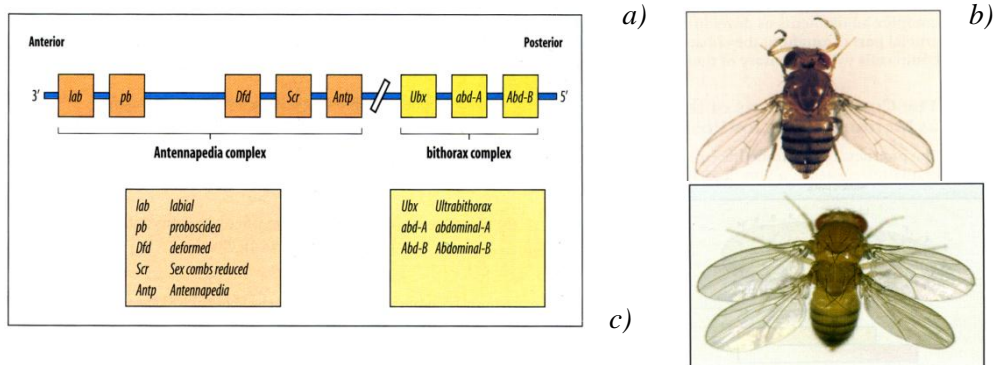 a)
b)
Anterior
Posterior
3' lab pb Dfd Scr Antp Ubx abd-A Abd-B 5'
Antennapedia complex
bithorax complex
lab labial
pb proboscidea
Dfd deformed
Scr Sex combs reduced
Antp Antennapedia
Ubx Ultrabithorax
abd-A abdominal-A
Abd-B Abdominal-B
c)